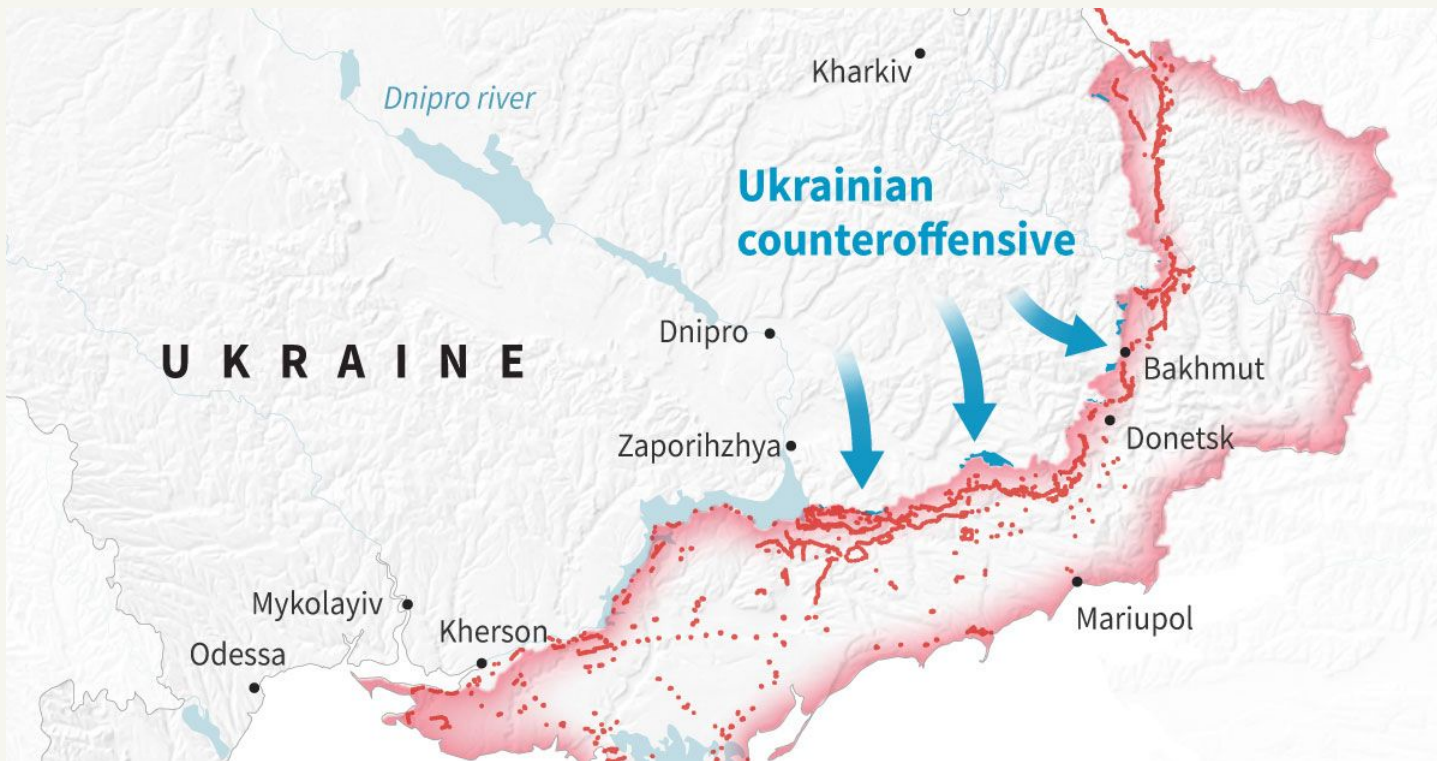 Kharkiv
Dnipro river
Ukrainian
counteroffensive
Dnipro
UKRAINE
Bakhmut
Donetsk
Zaporihzhya
Mykolayiv
Kherson
Mariupol
Odessa